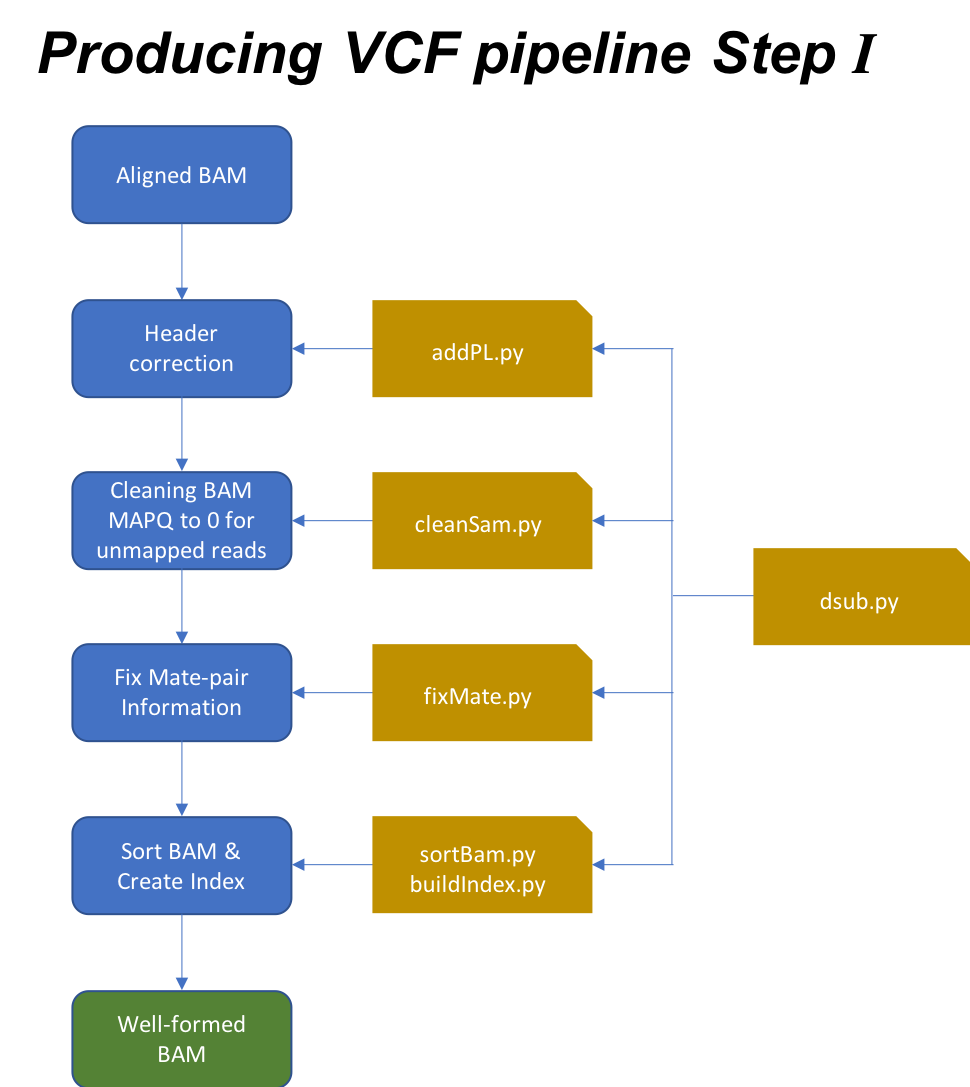 Producing VCF pipeline Step I
Aligned BAM
Header
correction
addPL.py
Cleaning BAM
MAPQ to 0 for
unmapped reads
cleanSam.py
dsub.py
Fix Mate-pair
Information
fixMate.py
Sort BAM &
Create Index
sortBam.py
buildIndex.py
Well-formed
BAM